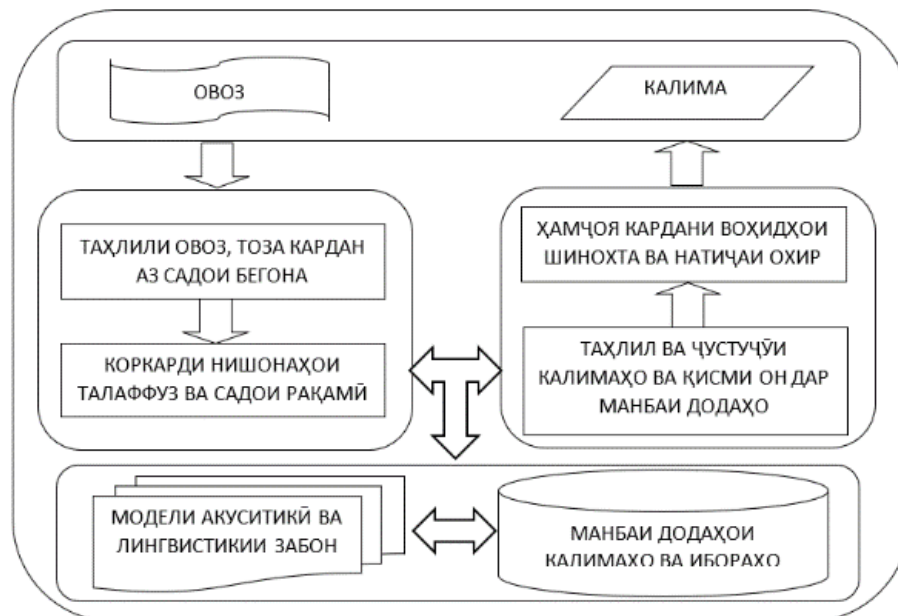 ОВОЗ
КАЛИМА
ТАҲЛИЛИ ОВОЗ, ТОЗА КАРДАН
АЗ САДОИ БЕГОНА
КОРКАРДИ НИШОНАҲОИ
ТАЛАФФУЗ ВА САДОИ РАҚАМӢ
ҲАМҶОЯ КАРДАНИ ВОҲИДҲОИ
ШИНОХТА ВА НАТИҶАИ ОХИР
ТАҲЛИЛ ВА ҶУСТУҶӮИ
КАЛИМАҲО ВА ҚИСМИ ОН ДАР
МАНБАИ ДОДАҲО
МОДЕЛИ АКУСИТИКӢ ВА
ЛИНГВИСТИКИИ ЗАБОН
МАНБАИ ДОДАҲОИ
КАЛИМАҲО ВА ИБОРАҲО